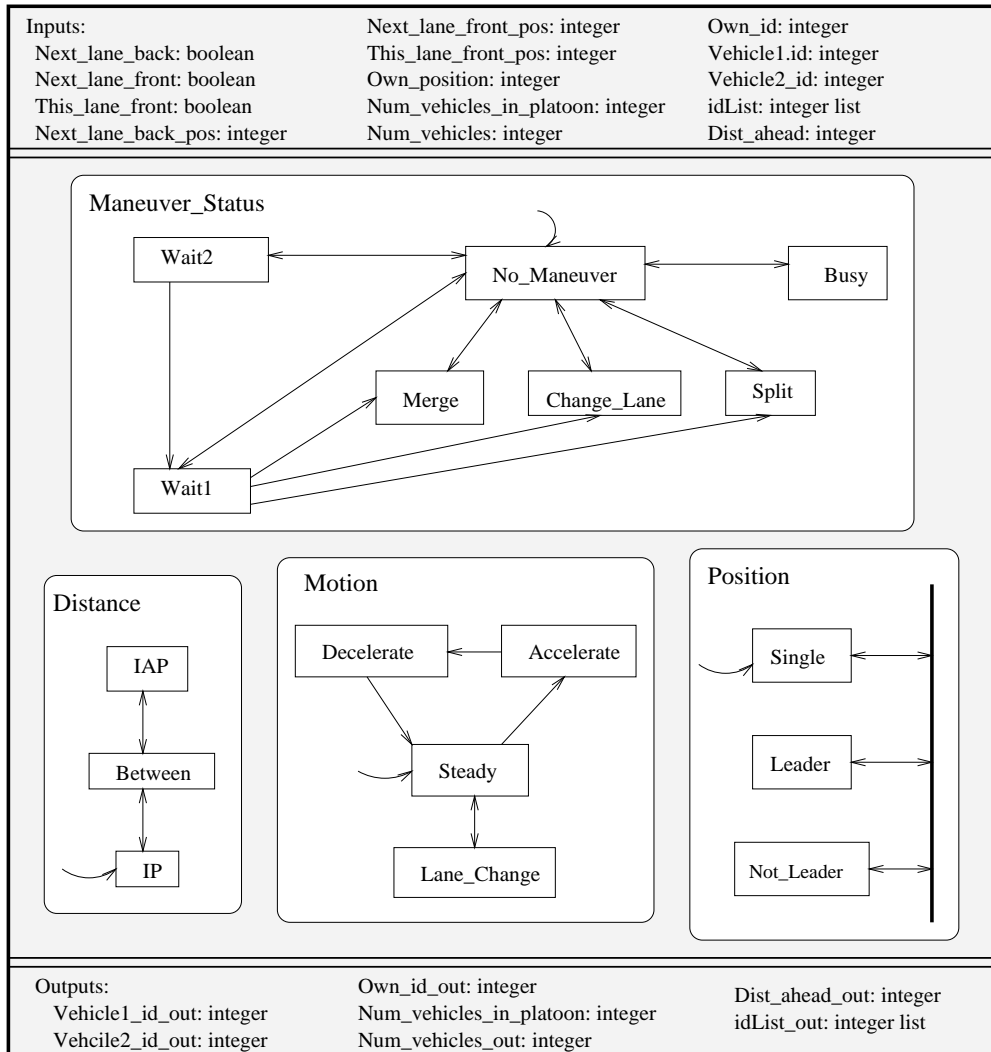 Inputs:
Next_lane_back: boolean
Next_lane_front: boolean
This_lane_front: boolean
Next_lane_back_pos: integer
Next_lane_front_pos: integer
This_lane_front_pos: integer
Own_position: integer
Num_vehicles_in_platoon: integer
Num_vehicles: integer
Own_id: integer
Vehicle1.id: integer
Vehicle2_id: integer
idList: integer list
Dist_ahead: integer
Maneuver_Status
Wait2
No_Maneuver
Busy
Merge
Change_Lane
Split
Wait1
Distance
IAP
Between
IP
Motion
Decelerate
Accelerate
Steady
Lane_Change
Position
Single
Leader
Not_Leader
Outputs:
Vehicle1_id_out: integer
Vehcile2_id_out: integer
Own_id_out: integer
Num_vehicles_in_platoon: integer
Num_vehicles_out: integer
Dist_ahead_out: integer
idList_out: integer list